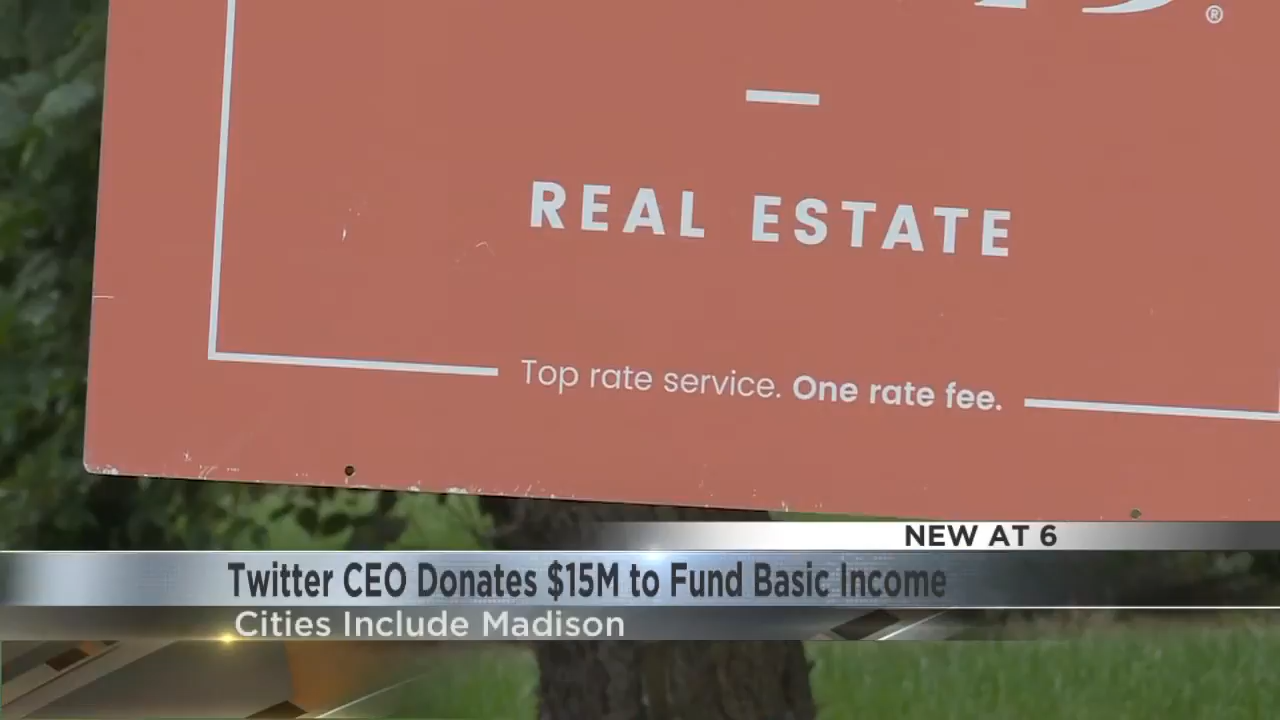 ®
REAL ESTATE
Top rate service. One rate fee.
NEW AT 6
Twitter CEO Donates $15M to Fund Basic Income
Cities Include Madison